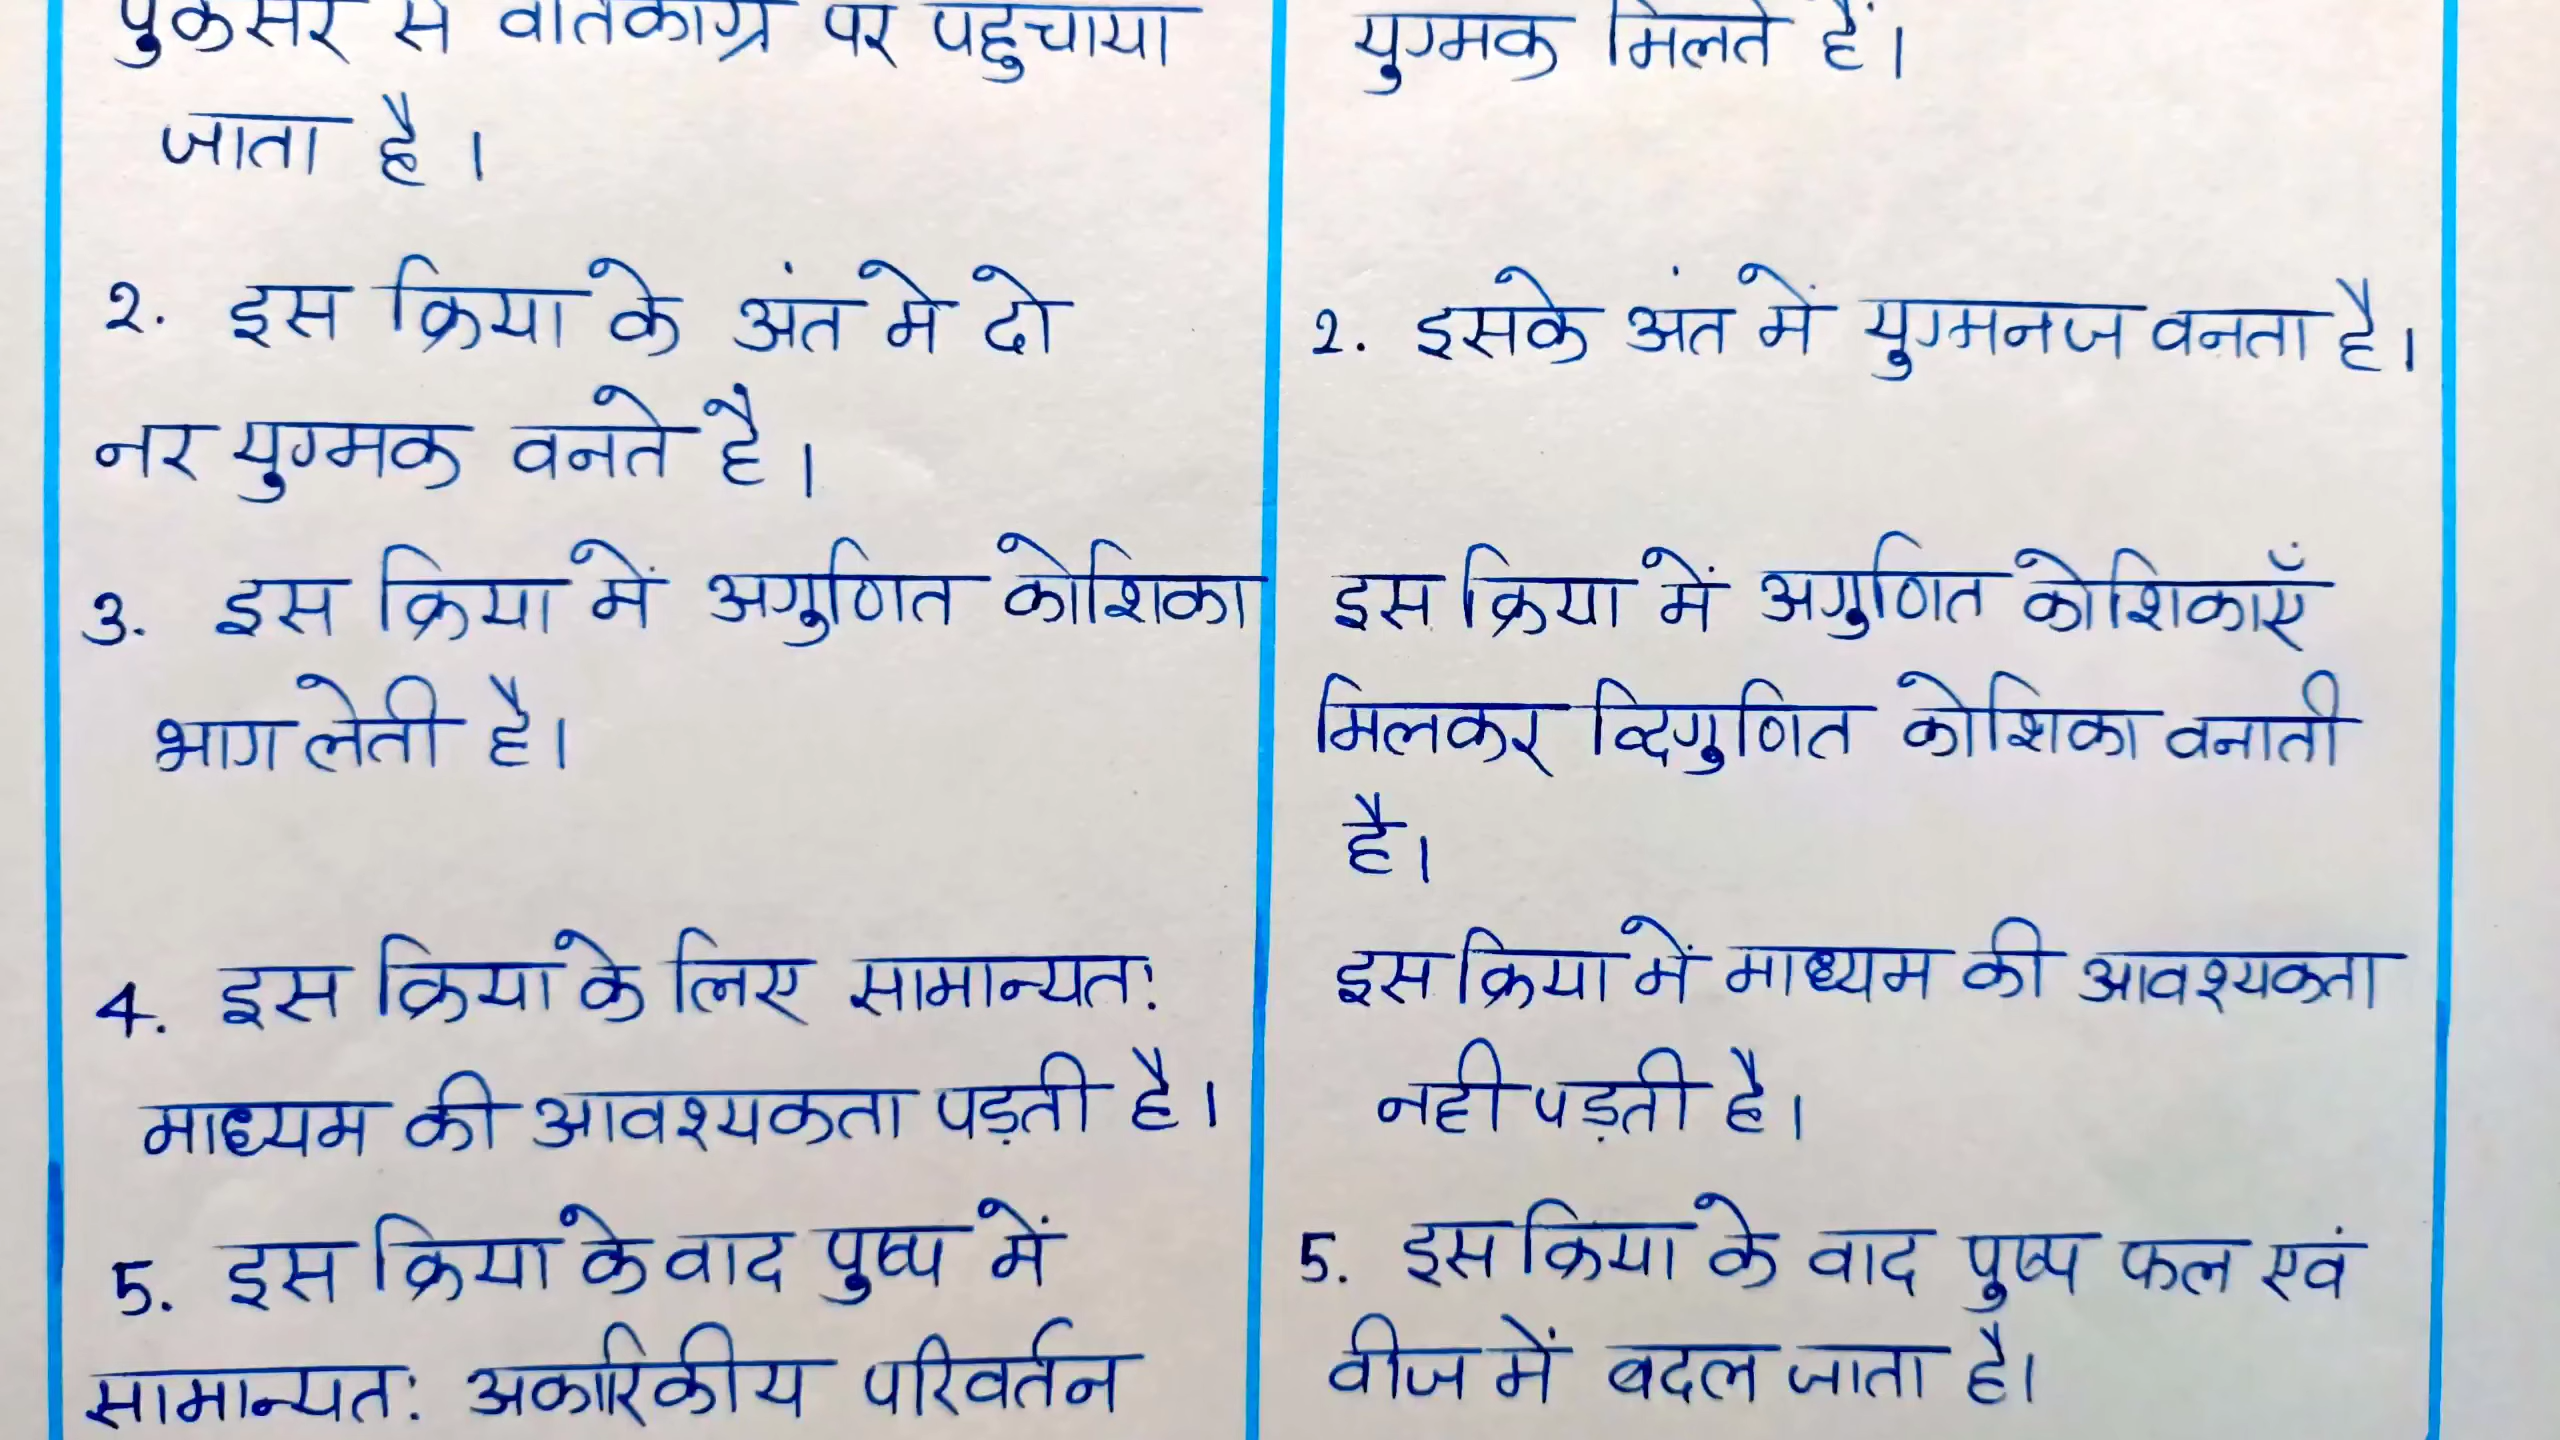 पुंकेसर से वर्तिकाग्र पर पहुंचाया
जाता है।
2. इस क्रिया के अंत मे दो
नर युग्मक वनते है।
3. इस क्रिया में अगुणित कोशिका
भाग लेती है।
4. इस क्रिया के लिए सामान्यत:
माध्यम की आवश्यकता पड़ती है।
5. इस क्रिया के वाद पुष्प में
सामान्यत: अकारिकीय परिवर्तन
युग्मक मिलते हैं।
2. इसके अंत में युग्मनज वनता है।
इस क्रिया में अगुणित कोशिकाएँ
मिलकर द्विगुणित कोशिका वनाती
है।
इस क्रिया में माध्यम की आवश्यकता
नही पड़ती है।
5. इस क्रिया के वाद पुष्प फल एवं
वीज में बदल जाता है।